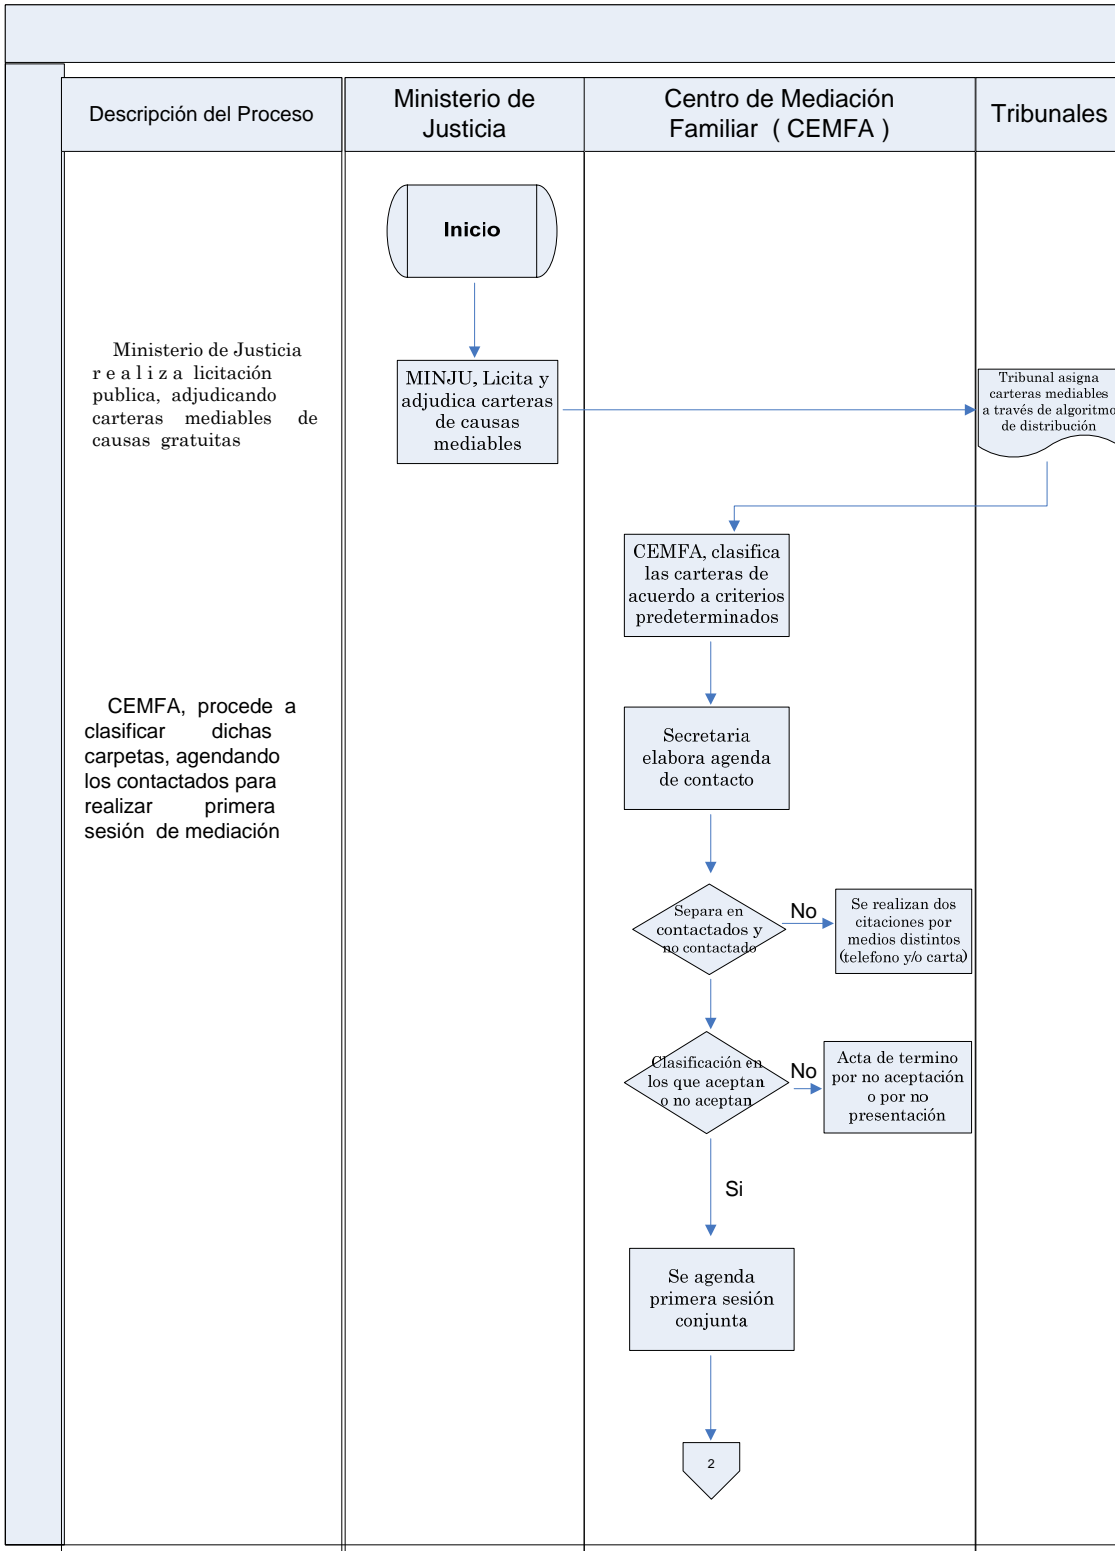 Descripción del Proceso
Ministerio de
Justicia
Centro de Mediación
Familiar ( CEMFA )
Tribunales
Inicio
Ministerio de Justicia
r e a l i z a licitación
publica, adjudicando
carteras mediables de
causas gratuitas
MINJU, Licita y
adjudica carteras
de causas
mediables
Tribunal asigna
carteras mediables
a través de algoritmo
de distribución
CEMFA, clasifica
las carteras de
acuerdo a criterios
predeterminados
CEMFA, procede a
clasificar dichas
carpetas, agendando
los contactados para
realizar primera
sesión de mediación
Secretaria
elabora agenda
de contacto
Separa en
contactados y
no contactado
No
Se realizan dos
citaciones por
medios distintos
(telefono y/o carta)
Clasificación en
los que aceptan
o no aceptan
No
Acta de termino
por no aceptación
o por no
presentación
Si
Se agenda
primera sesión
conjunta
2